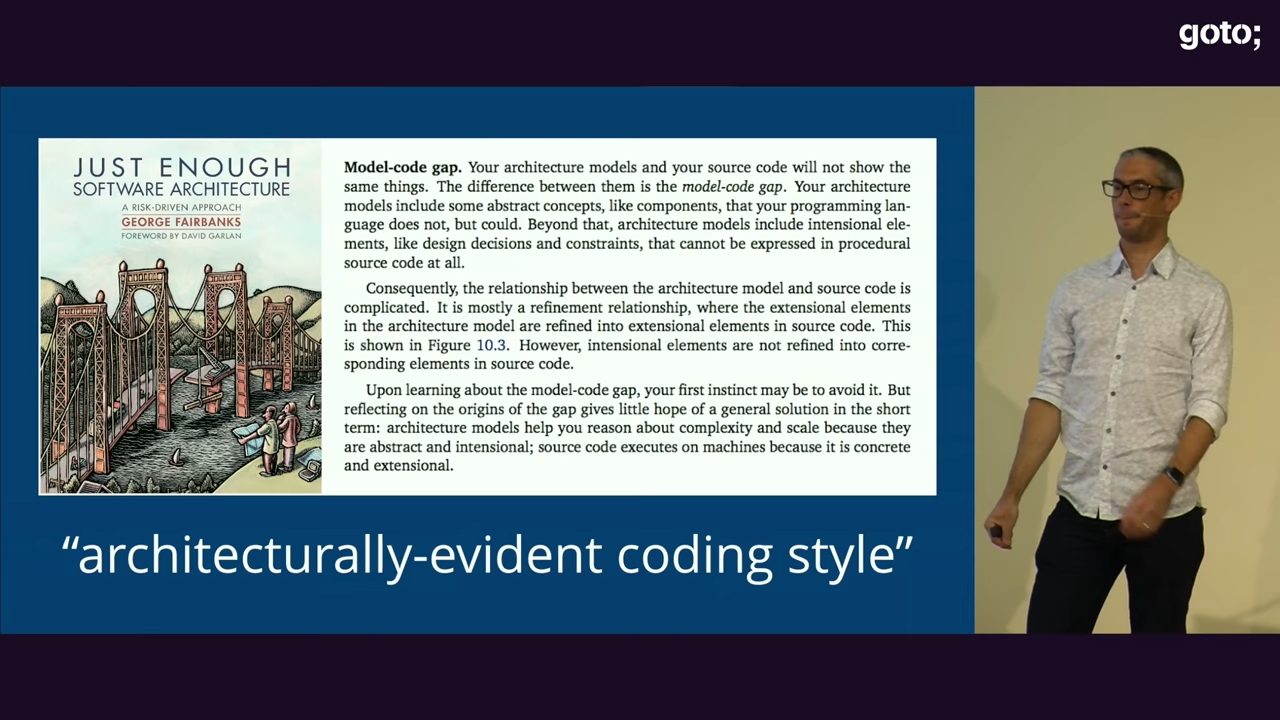 goto;
JUST ENOUGH
SOFTWARE ARCHITECTURE
A RISK-DRIVEN APPROACH
GEORGE FAIRBANKS
FOREWORD BY DAVID GARLAN
Model-code gap. Your architecture models and your source code will not show the
same things. The difference between them is the model-code gap. Your architecture
models include some abstract concepts, like components, that your programming lan-
guage does not, but could. Beyond that, architecture models include intensional ele-
ments, like design decisions and constraints, that cannot be expressed in procedural
source code at all.
Consequently, the relationship between the architecture model and source code is
complicated. It is mostly a refinement relationship, where the extensional elements
in the architecture model are refined into extensional elements in source code. This
is shown in Figure 10.3. However, intensional elements are not refined into corre-
sponding elements in source code.
Upon learning about the model-code gap, your first instinct may be to avoid it. But
reflecting on the origins of the gap gives little hope of a general solution in the short
term: architecture models help you reason about complexity and scale because they
are abstract and intensional; source code executes on machines because it is concrete
and extensional.
“architecturally-evident coding style”